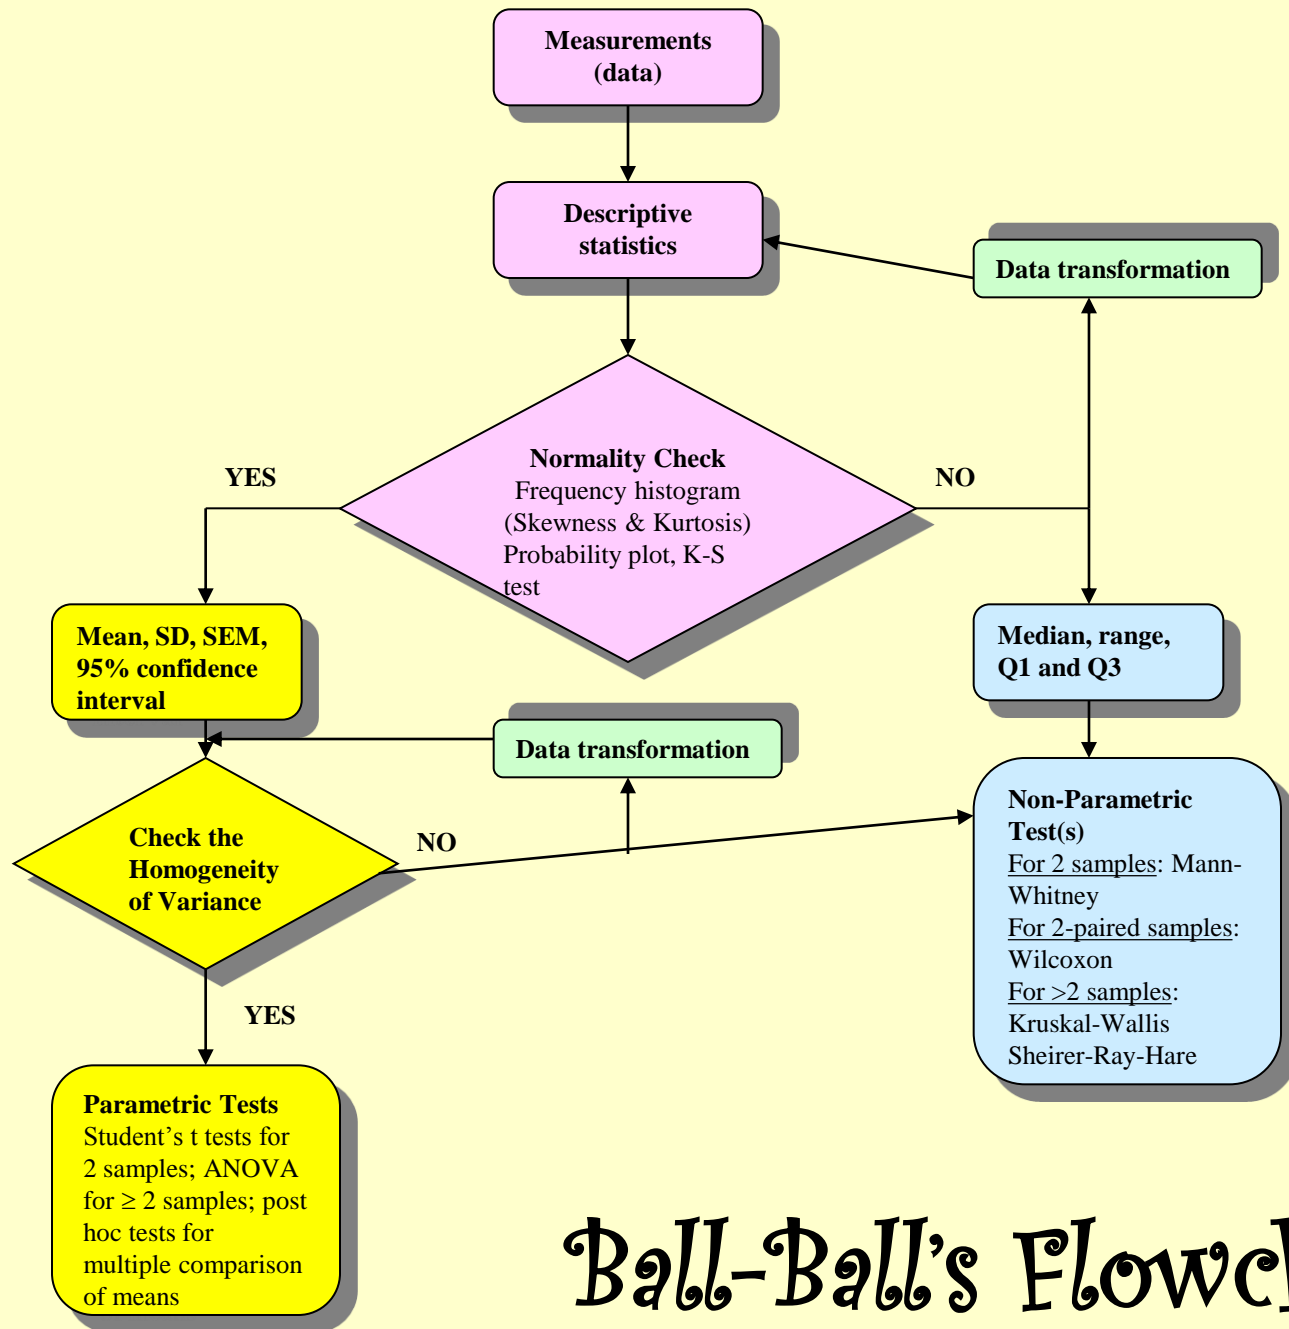 Measurements
(data)
Descriptive
statistics
Data transformation
Normality Check
Frequency histogram
(Skewness & Kurtosis)
Probability plot, K-S
test
YES
NO
Mean, SD, SEM,
95% confidence
interval
Median, range,
Q1 and Q3
Data transformation
Check the
Homogeneity
of Variance
NO
YES
Non-Parametric
Test(s)
For 2 samples: Mann-
Whitney
For 2-paired samples:
Wilcoxon
For >2 samples:
Kruskal-Wallis
Sheirer-Ray-Hare
Parametric Tests
Student’s t tests for
2 samples; ANOVA
for ≥ 2 samples; post
hoc tests for
multiple comparison
of means
Ball-Ball’s Flowch